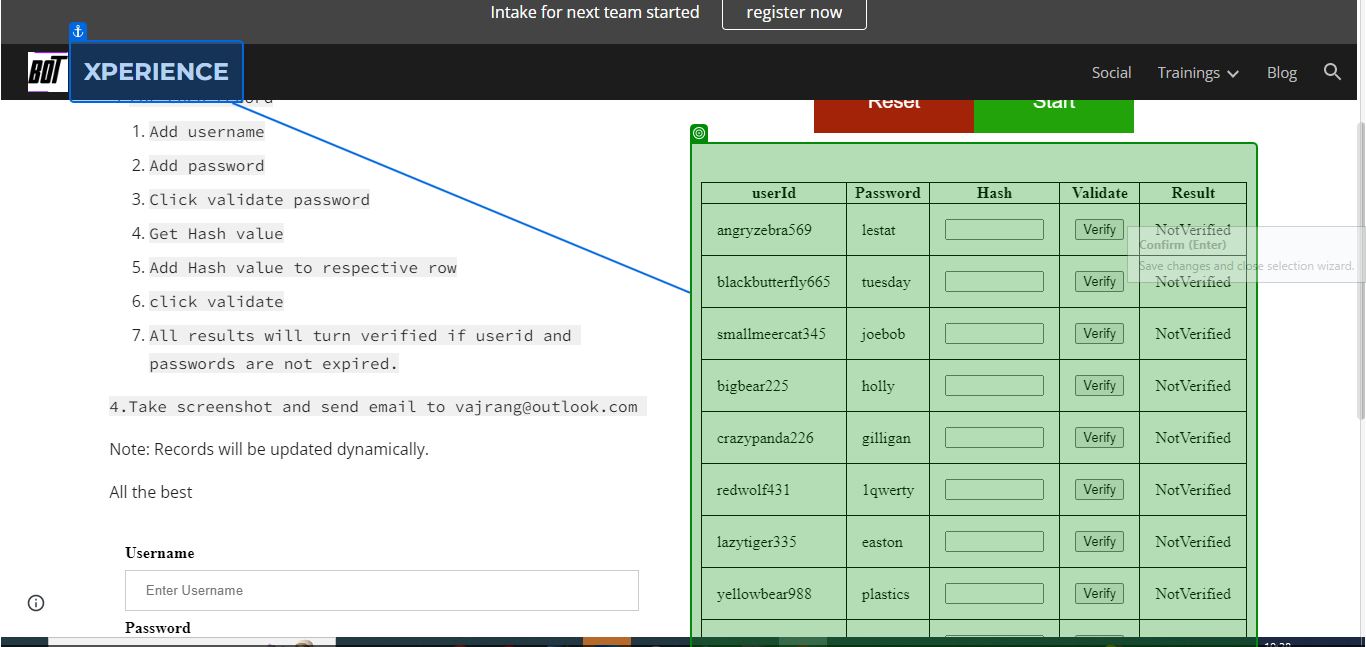 Intake for next team started register now
BOT XPERIENCE Social Trainings Blog
Reset Start
1. Add username
2. Add password
3. Click validate password
4. Get Hash value
5. Add Hash value to respective row
6. click validate
7. All results will turn verified if userid and
passwords are not expired.
4.Take screenshot and send email to vajrang@outlook.com
Note: Records will be updated dynamically.
All the best
Username
Enter Username
Password
userId Password Hash Validate Result
angryzebra569 lestat Verify NotVerified
Confirm (Enter)
Save changes and close selection wizard.
blackbutterfly665 tuesday Verify NotVerified
smallmeercat345 joebob Verify NotVerified
bigbear225 holly Verify NotVerified
crazypanda226 gilligan Verify NotVerified
redwolf431 1qwerty Verify NotVerified
lazytiger335 easton Verify NotVerified
yellowbear988 plastics Verify NotVerified